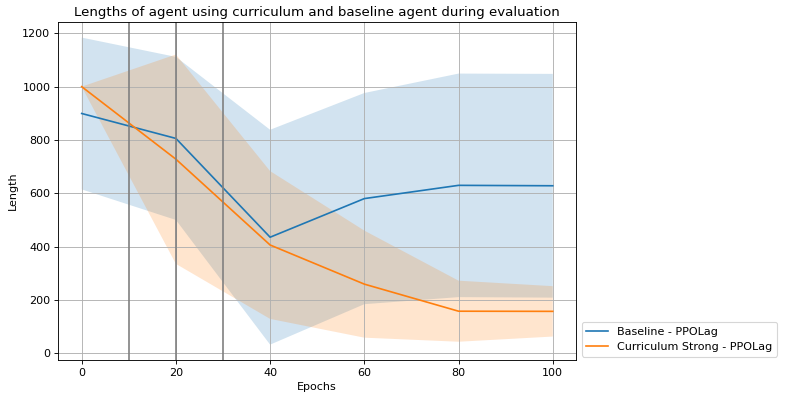 Lengths of agent using curriculum and baseline agent during evaluation
1200
1000
800
600
400
200
0
Length
0 20 40 60 80 100
Epochs
Baseline - PPOLag
Curriculum Strong - PPOLag